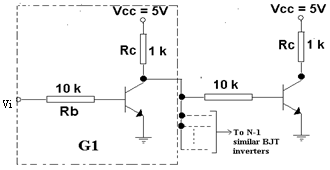 Vcc = 5V
Vcc = 5V
Rc 1 k
Rc 1 k
10 k
10 k
Vi
Rb
To N-1
similar BJT
inverters
G1